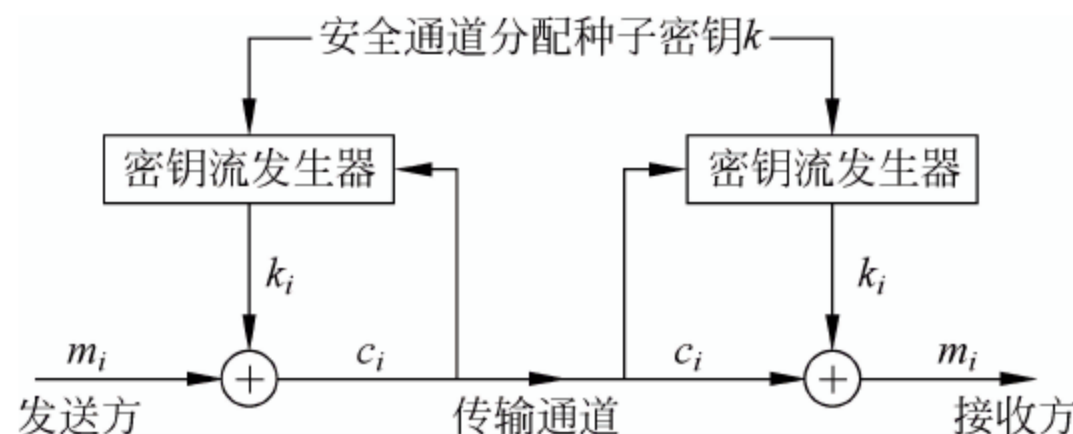 安全通道分配种子密钥k
密钥流发生器 密钥流发生器
kᵢ kᵢ
mᵢ cᵢ cᵢ mᵢ
+ +
发送方 传输通道 接收方